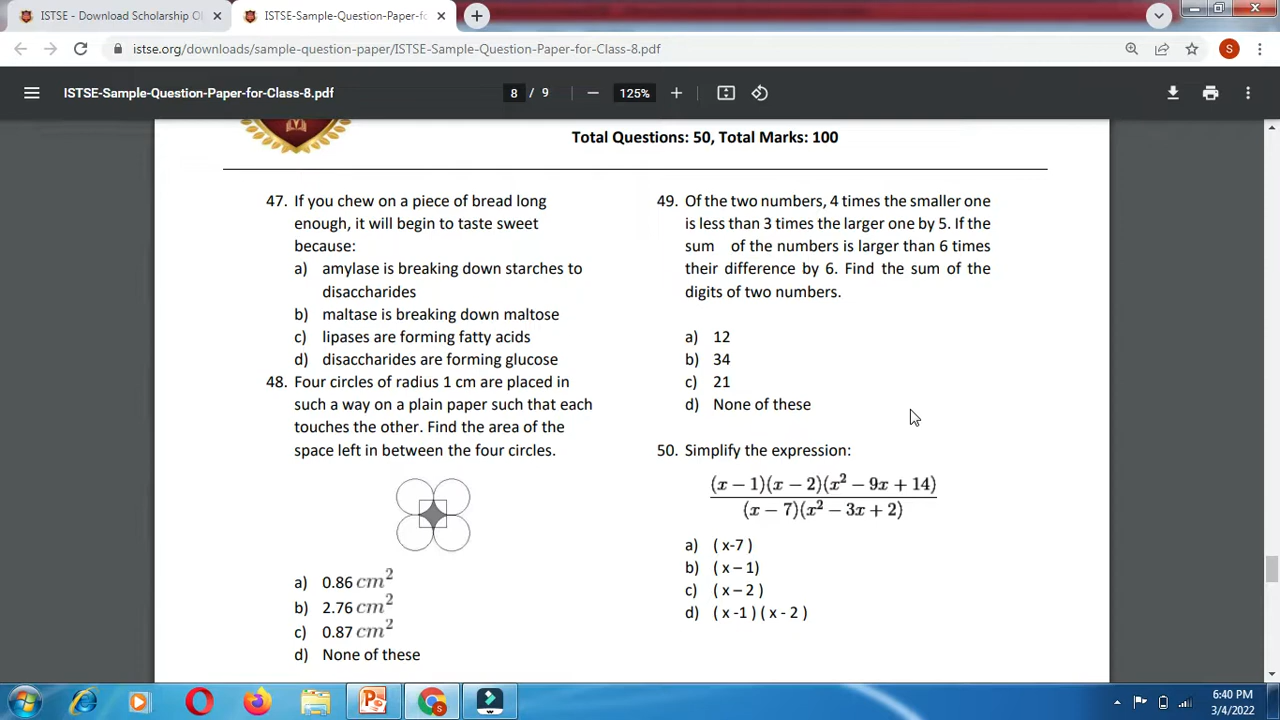 ISTSE - Download Scholarship Ol
ISTSE-Sample-Question-Paper-fo
istse.org/downloads/sample-question-paper/ISTSE-Sample-Question-Paper-for-Class-8.pdf
S
ISTSE-Sample-Question-Paper-for-Class-8.pdf
8 / 9
125%
Total Questions: 50, Total Marks: 100
47. If you chew on a piece of bread long
enough, it will begin to taste sweet
because:
a) amylase is breaking down starches to
disaccharides
b) maltase is breaking down maltose
c) lipases are forming fatty acids
d) disaccharides are forming glucose
48. Four circles of radius 1 cm are placed in
such a way on a plain paper such that each
touches the other. Find the area of the
space left in between the four circles.
a) 0.86 cm²
b) 2.76 cm²
c) 0.87 cm²
d) None of these
49. Of the two numbers, 4 times the smaller one
is less than 3 times the larger one by 5. If the
sum of the numbers is larger than 6 times
their difference by 6. Find the sum of the
digits of two numbers.
a) 12
b) 34
c) 21
d) None of these
50. Simplify the expression:
(x − 1)(x − 2)(x² − 9x + 14)
(x − 7)(x² − 3x + 2)
a) ( x-7 )
b) ( x – 1)
c) ( x – 2 )
d) ( x -1 ) ( x - 2 )
S
6:40 PM
3/4/2022